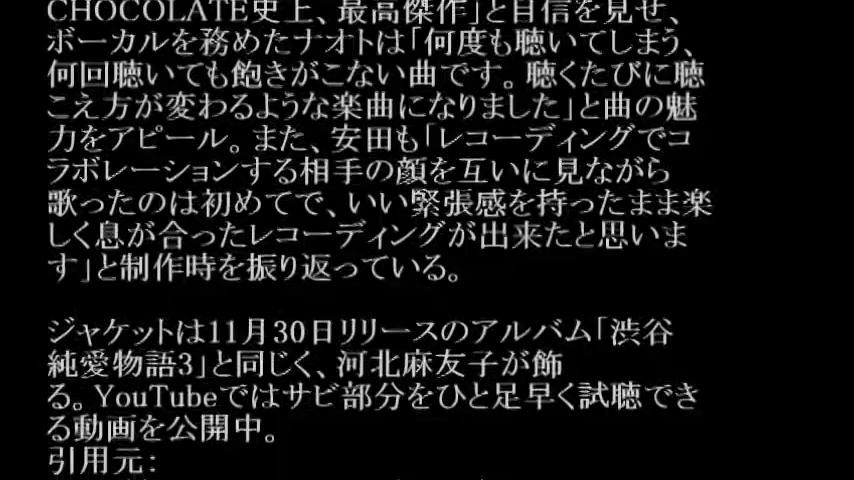 CHOCOLATE史上、最高傑作」と自信を見せ、
ボーカルを務めたナオトは「何度も聴いてしまう、
何回聴いても飽きがこない曲です。聴くたびに聴
こえ方が変わるような楽曲になりました」と曲の魅
力をアピール。また、安田も「レコーディングでコ
ラボレーションする相手の顔を互いに見ながら
歌ったのは初めてで、いい緊張感を持ったまま楽
しく息が合ったレコーディングが出来たと思いま
す」と制作時を振り返っている。
ジャケットは11月30日リリースのアルバム「渋谷
純愛物語3」と同じく、河北麻友子が飾
る。YouTubeではサビ部分をひと足早く試聴でき
る動画を公開中。
引用元：